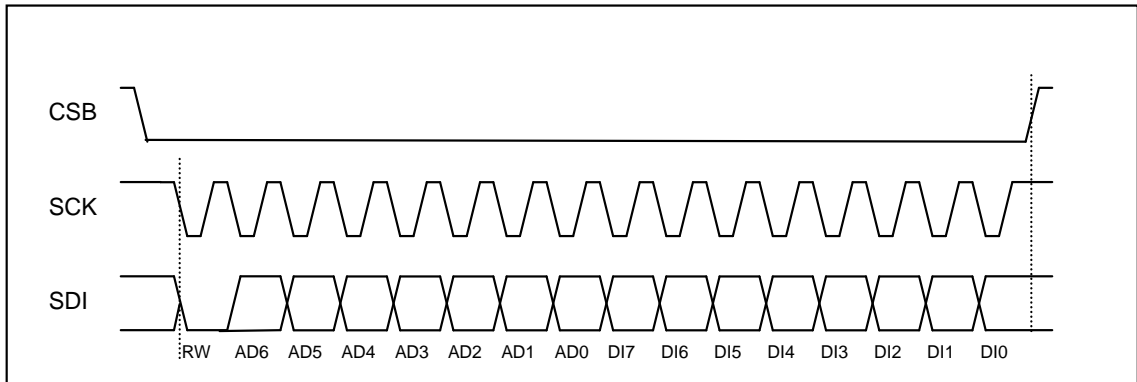 CSB
SCK
SDI
RW AD6 AD5 AD4 AD3 AD2 AD1 AD0 DI7 DI6 DI5 DI4 DI3 DI2 DI1 DI0